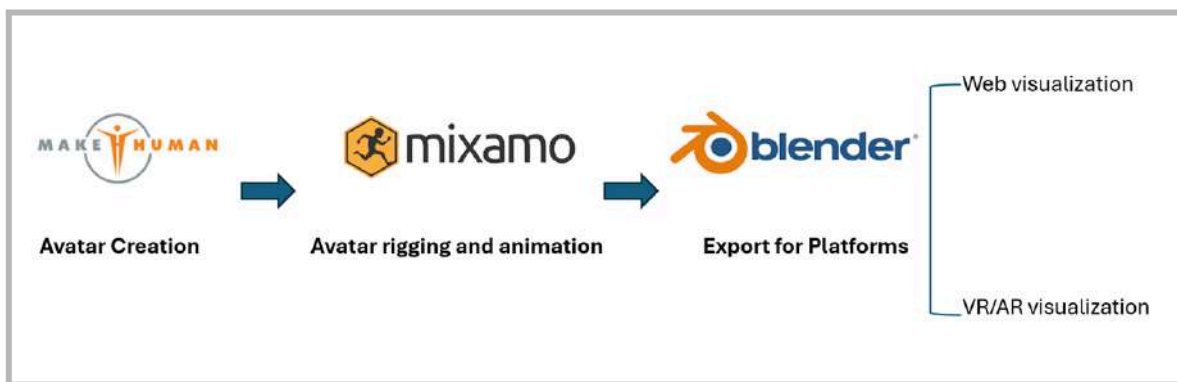 MAKE HUMAN
mixamo
blender®
Avatar Creation
Avatar rigging and animation
Export for Platforms
Web visualization
VR/AR visualization